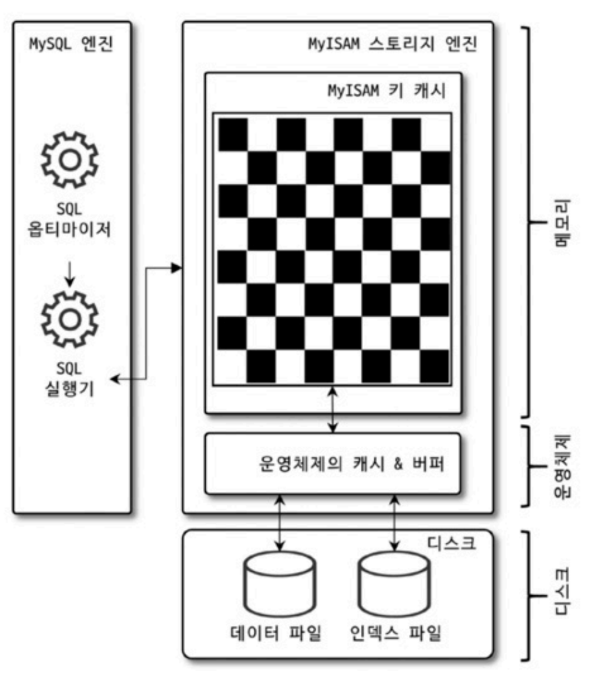 MySQL 엔진
SQL
옵티마이저
SQL
실행기
MyISAM 스토리지 엔진
MyISAM 키 캐시
운영체제의 캐시 & 버퍼
디스크
데이터 파일
인덱스 파일
메모리
운영체제
디스크